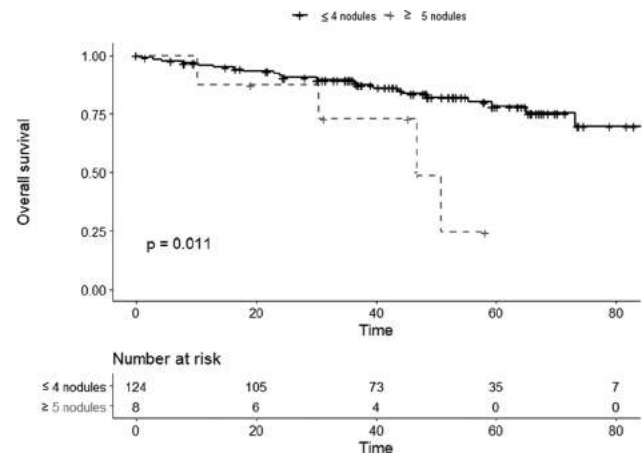 ≤ 4 nodules ≥ 5 nodules
1.00
0.75
0.50
0.25
0.00
Overall survival
p = 0.011
0 20 40 60 80
Time
Number at risk
≤ 4 nodules 124 105 73 35 7
≥ 5 nodules 8 6 4 0 0
0 20 40 60 80
Time